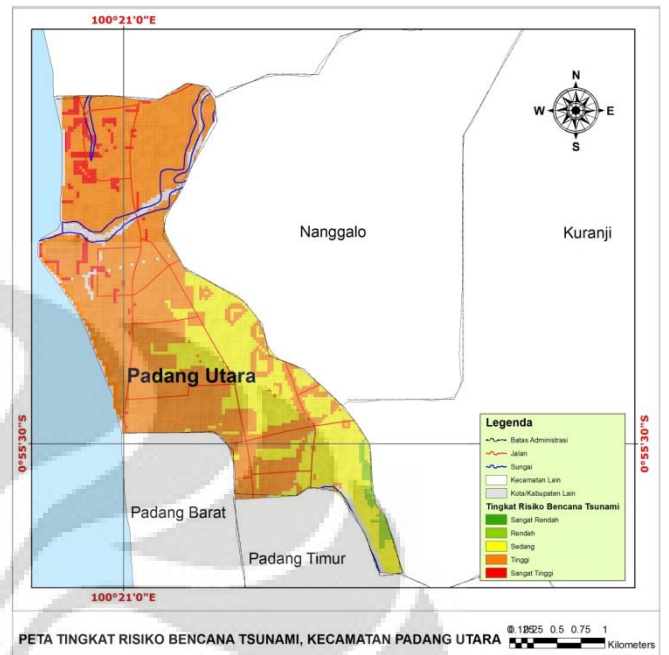 100°21'0"E
N
W E
S
Nanggalo
Kuranji
Padang Utara
0°55'30"S
0°55'30"S
Legenda
Batas Administrasi
Jalan
Sungai
Kecamatan Lain
Kota/Kabupaten Lain
Tingkat Risiko Bencana Tsunami
Sangat Rendah
Rendah
Sedang
Tinggi
Sangat Tinggi
Padang Barat
Padang Timur
100°21'0"E
PETA TINGKAT RISIKO BENCANA TSUNAMI, KECAMATAN PADANG UTARA
0.5 0.75 1
Kilometers